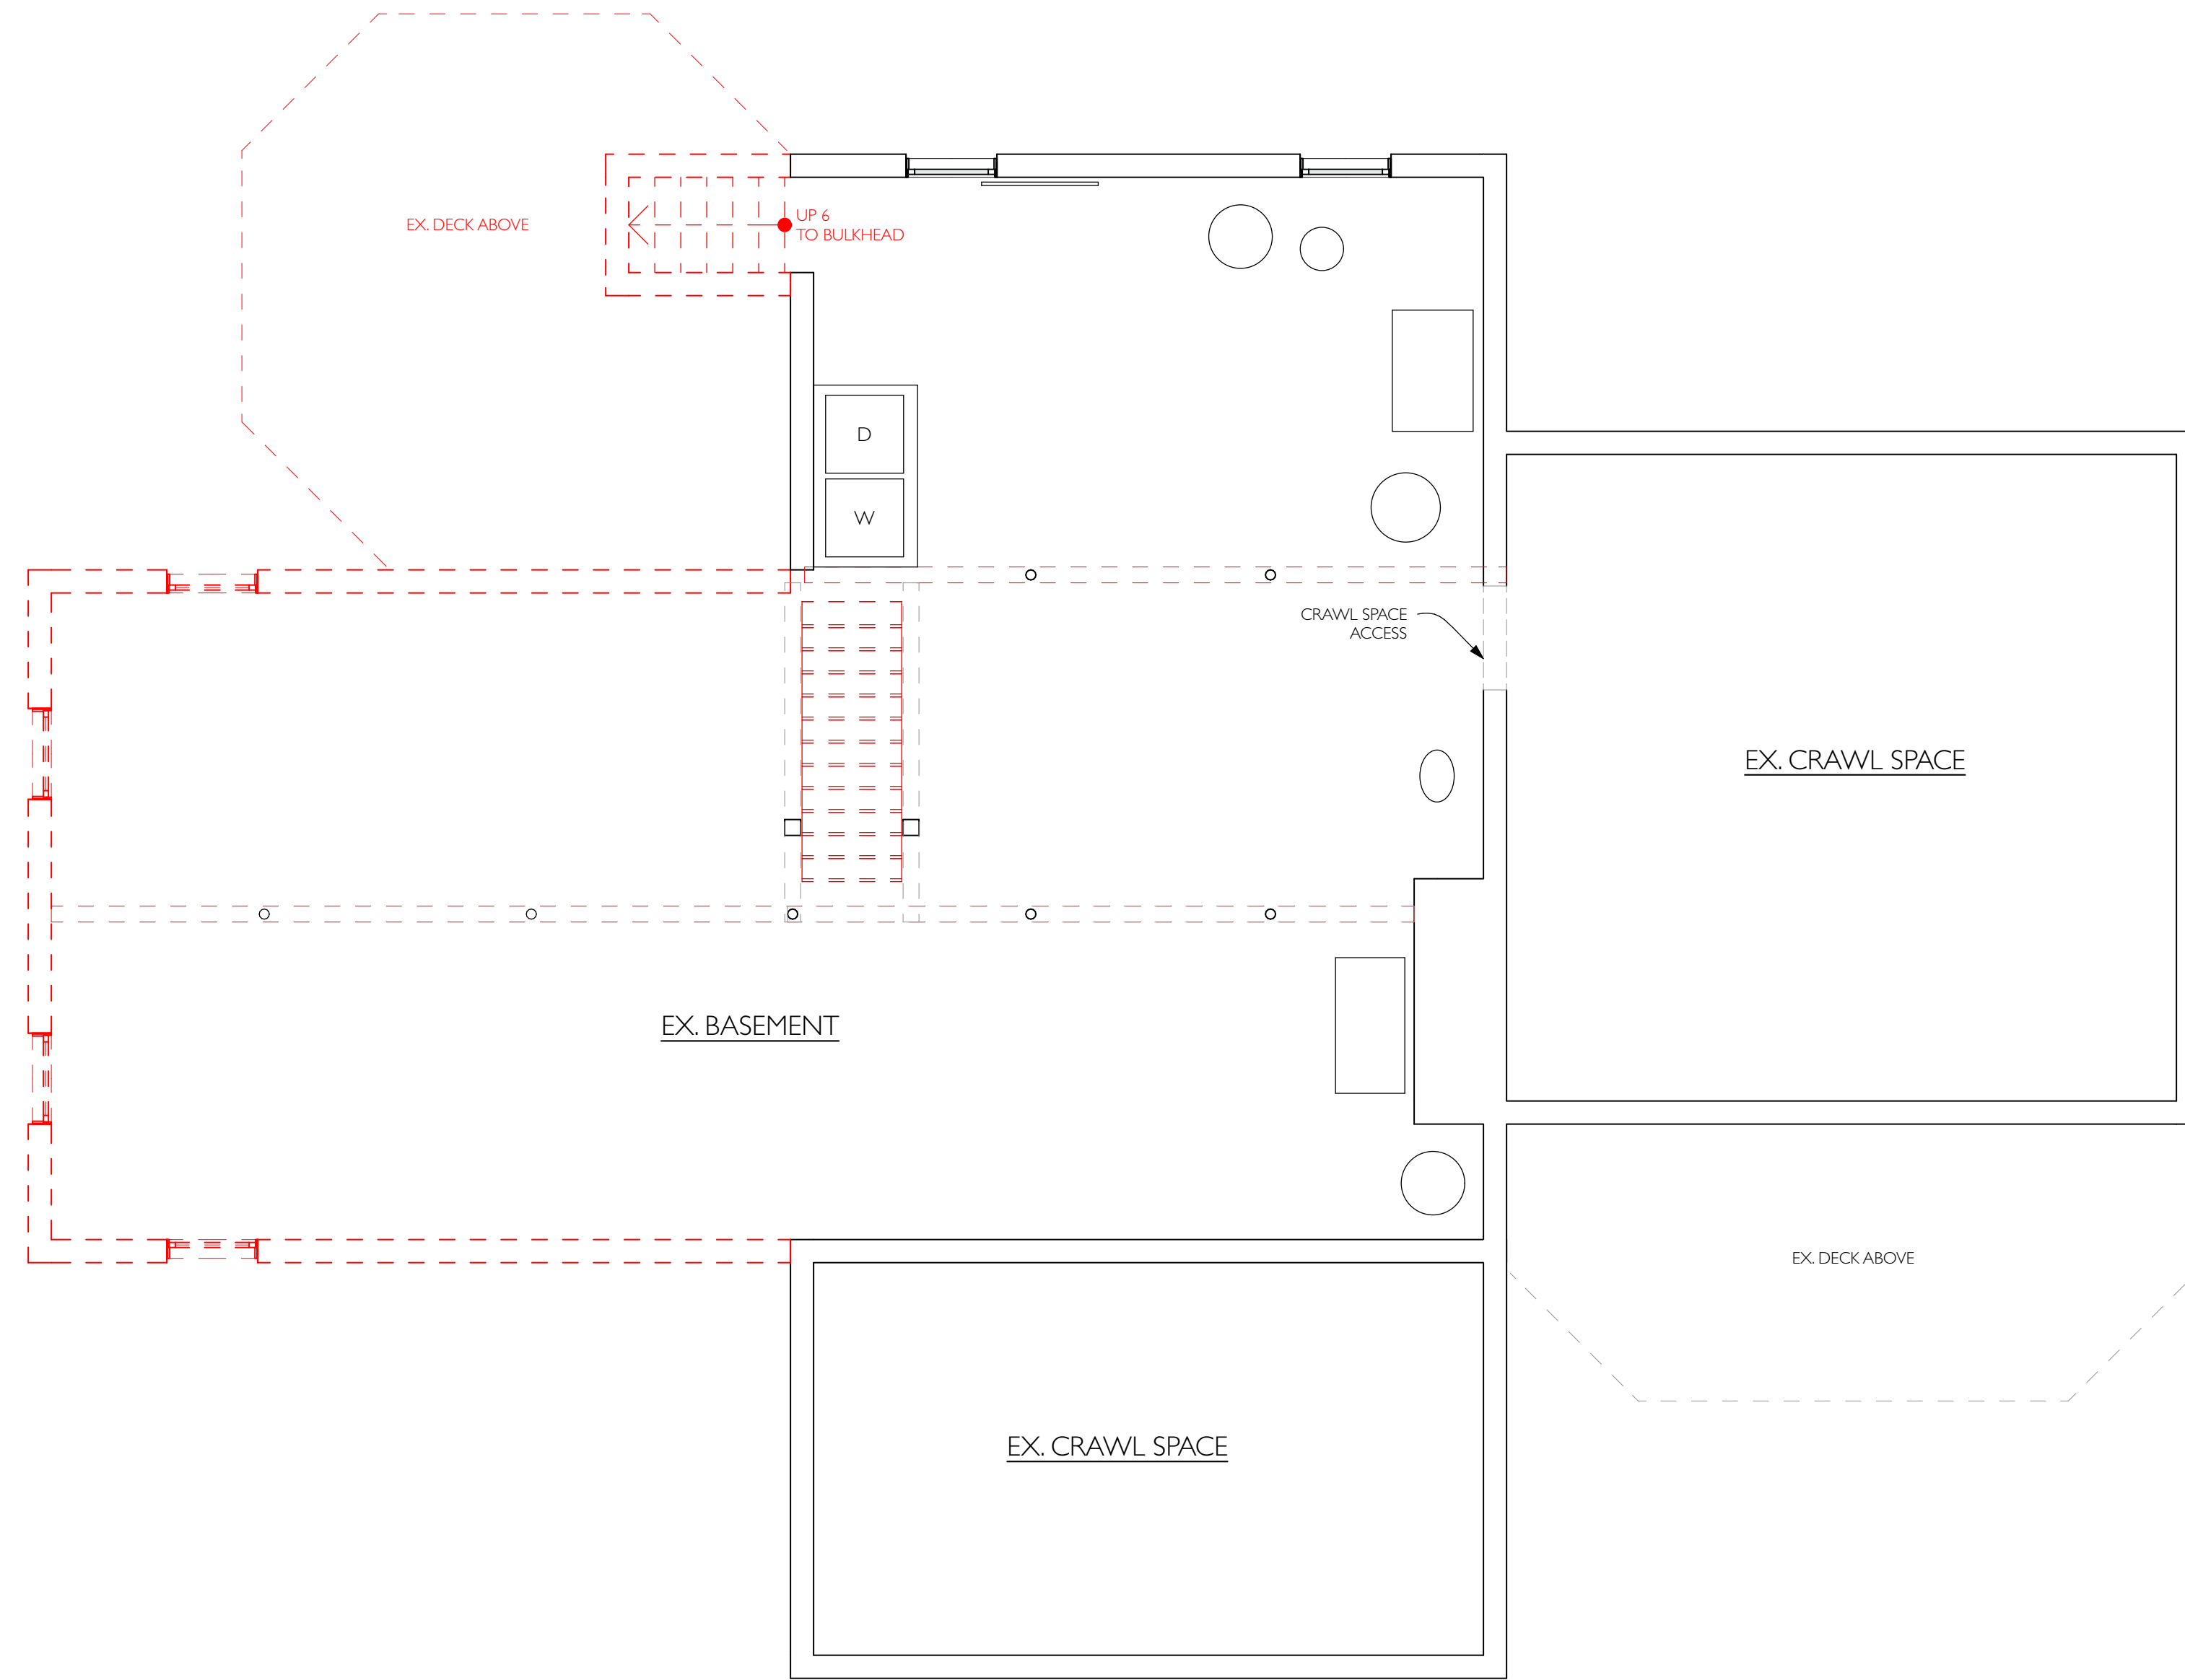 EX. DECK ABOVE
UP 6
TO BULKHEAD
D
W
CRAWL SPACE
ACCESS
EX. CRAWL SPACE
EX. BASEMENT
EX. DECK ABOVE
EX. CRAWL SPACE